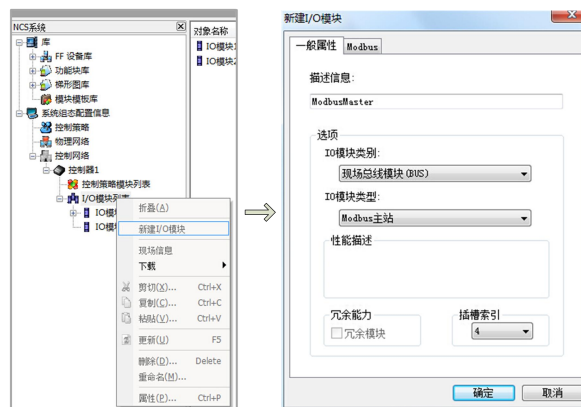 NCS系统
库
FF 设备库
功能块库
梯形图库
模块模板库
系统组态配置信息
控制策略
物理网络
控制网络
控制器1
控制策略模块列表
I/O模块列表
IO模
IO模
对象名称
IO模块1
IO模块2
折叠(A)
新建I/O模块
现场信息
下载
剪切(X)... Ctrl+X
复制(C)... Ctrl+C
粘贴(V)... Ctrl+V
更新(U) F5
删除(D)... Delete
重命名(M)...
属性(P)... Ctrl+P
新建I/O模块
一般属性 Modbus
描述信息:
ModbusMaster
选项
IO模块类别:
现场总线模块(BUS)
IO模块类型:
Modbus主站
性能描述
冗余能力
冗余模块
插槽索引
4
确定 取消